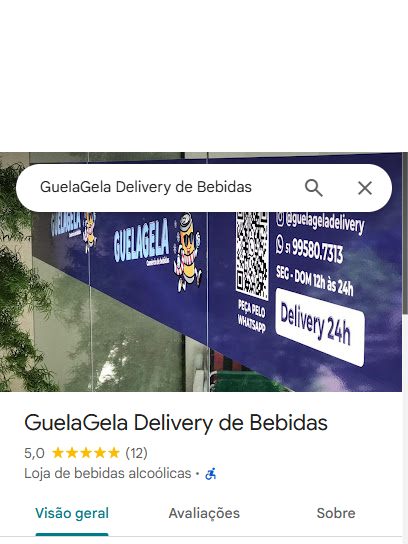 GuelaGela Delivery de Bebidas
GUELAGELA
GUELAGELA
@guelageladelivery
51 99580.7313
SEG - DOM 12h às 24h
PEÇA PELO
WHATSAPP
Delivery 24h
GuelaGela Delivery de Bebidas
5,0 ★★★★★ (12)
Loja de bebidas alcoólicas ·
Visão geral
Avaliações
Sobre